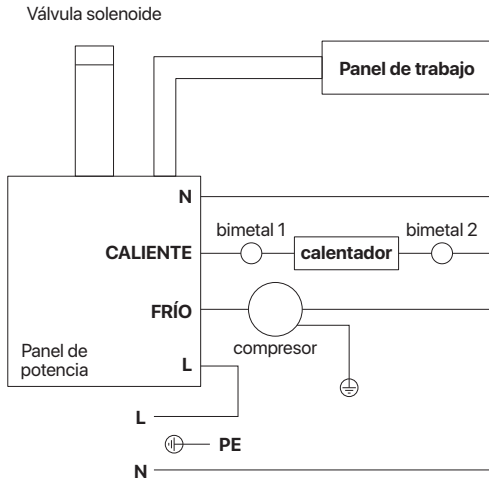 Válvula solenoide
Panel de trabajo
N
bimetal 1
bimetal 2
CALIENTE
calentador
FRÍO
compresor
Panel de
potencia
L
L
PE
N